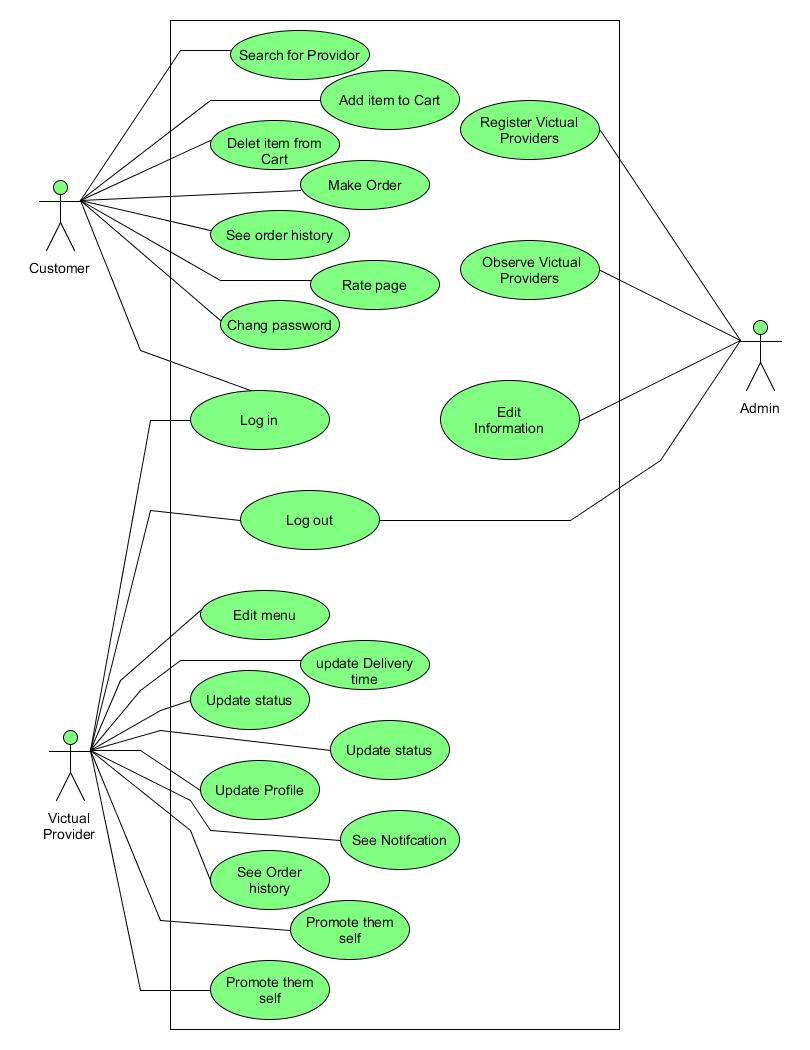 Search for Providor
Add item to Cart
Register Victual
Providers
Delet item from
Cart
Make Order
See order history
Customer
Observe Victual
Providers
Rate page
Chang password
Admin
Log in
Edit
Information
Log out
Edit menu
update Delivery
time
Update status
Update status
Update Profile
Victual
Provider
See Notifcation
See Order
history
Promote them
self
Promote them
self